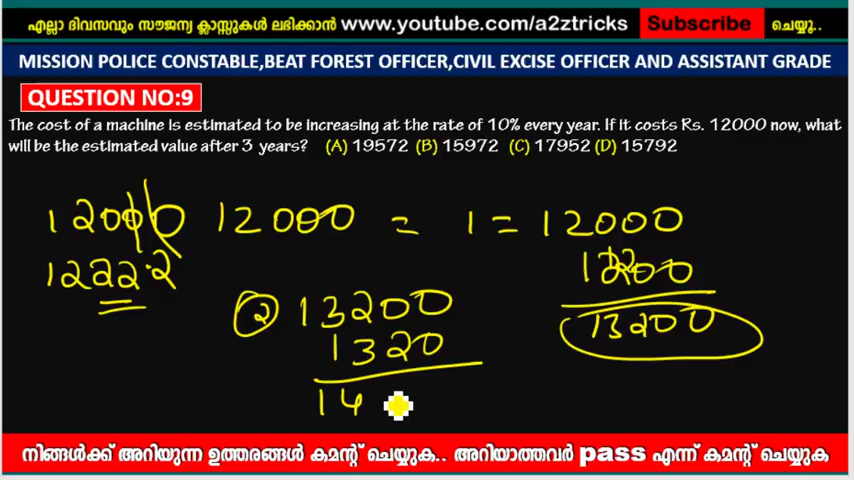 എല്ലാ ദിവസവും സൗജന്യ ക്ലാസ്സുകൾ ലഭിക്കാൻ www.youtube.com/a2ztricks Subscribe ചെയ്യൂ..
MISSION POLICE CONSTABLE,BEAT FOREST OFFICER,CIVIL EXCISE OFFICER AND ASSISTANT GRADE
QUESTION NO:9
The cost of a machine is estimated to be increasing at the rate of 10% every year. If it costs Rs. 12000 now, what
will be the estimated value after 3 years? (A) 19572 (B) 15972 (C) 17952 (D) 15792
12000 12000 = 1 = 12000
1222.2 1200
2 13200 13200
1320
14
നിങ്ങൾക്ക് അറിയുന്ന ഉത്തരങ്ങൾ കമന്റ് ചെയ്യുക.. അറിയാത്തവർ pass എന്ന് കമന്റ് ചെയ്യുക